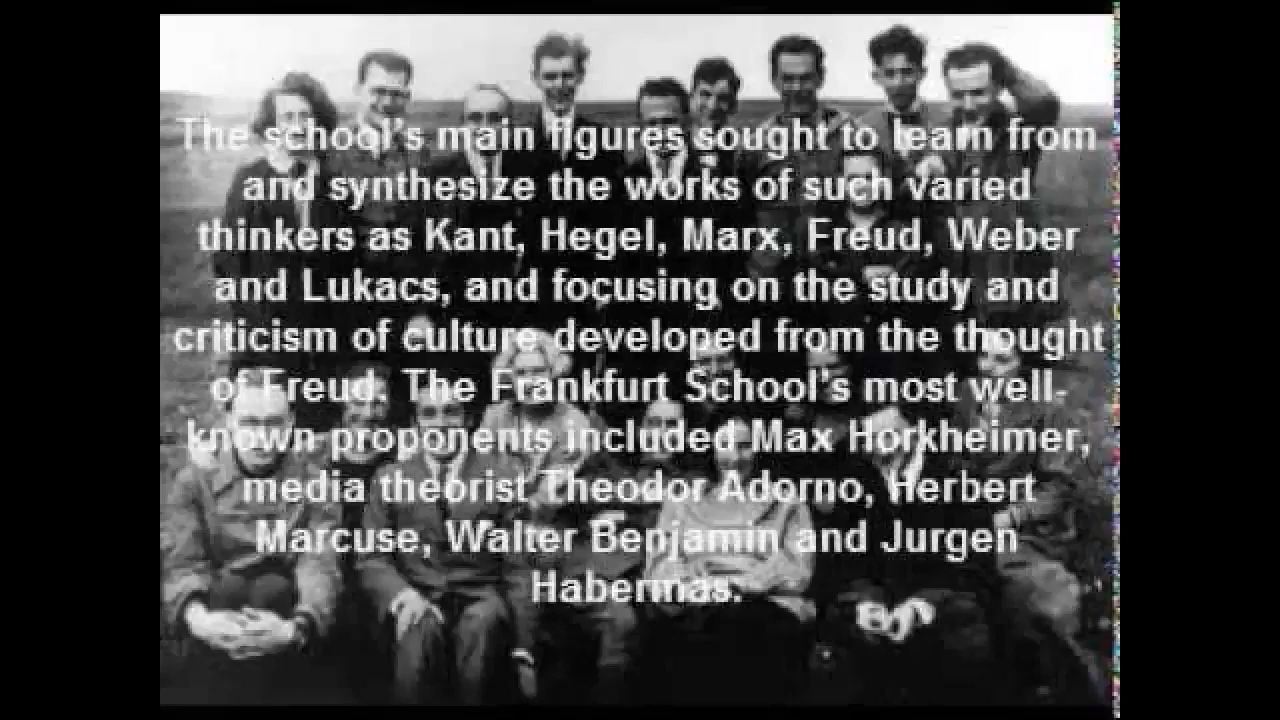 The school's main figures sought to learn from
and synthesize the works of such varied
thinkers as Kant, Hegel, Marx, Freud, Weber
and Lukacs, and focusing on the study and
criticism of culture developed from the thought
of Freud. The Frankfurt School's most well-
known proponents included Max Horkheimer,
media theorist Theodor Adorno, Herbert
Marcuse, Walter Benjamin and Jurgen
Habermas.